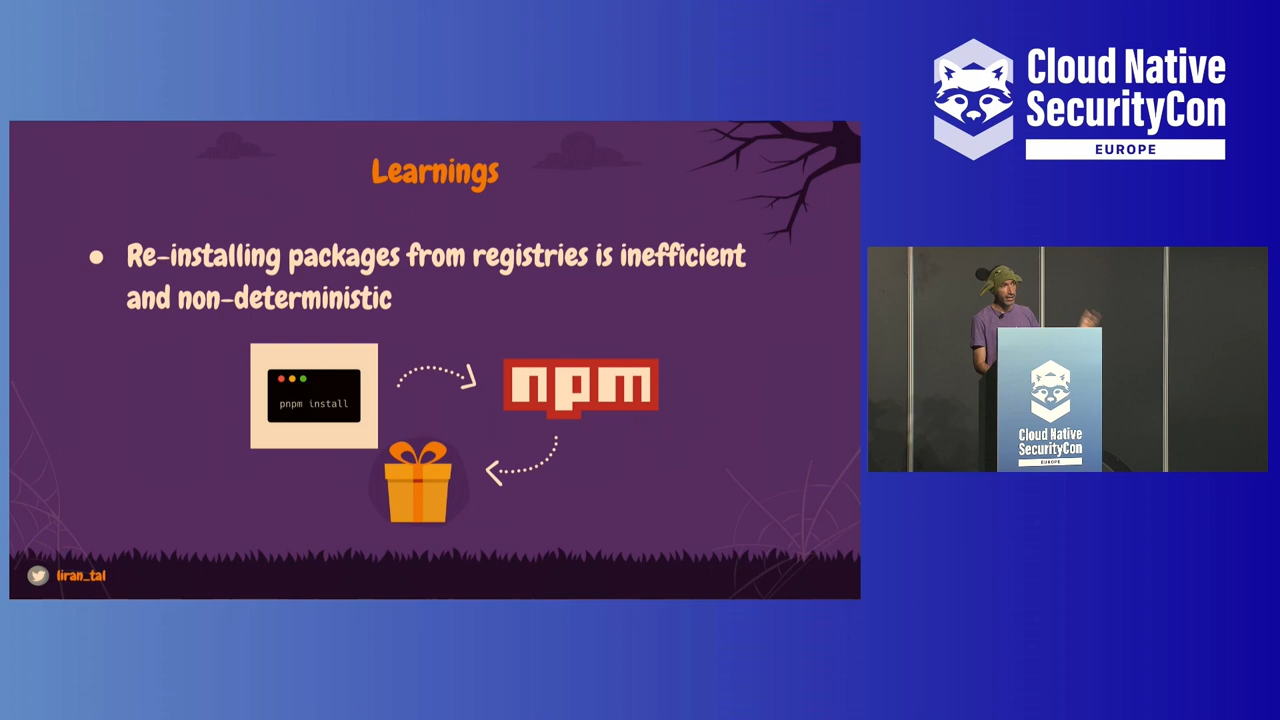 Cloud Native
SecurityCon
EUROPE
Learnings
● Re-installing packages from registries is inefficient
and non-deterministic
pnpm install
npm
liran_tal
Cloud Native
SecurityCon
EUROPE